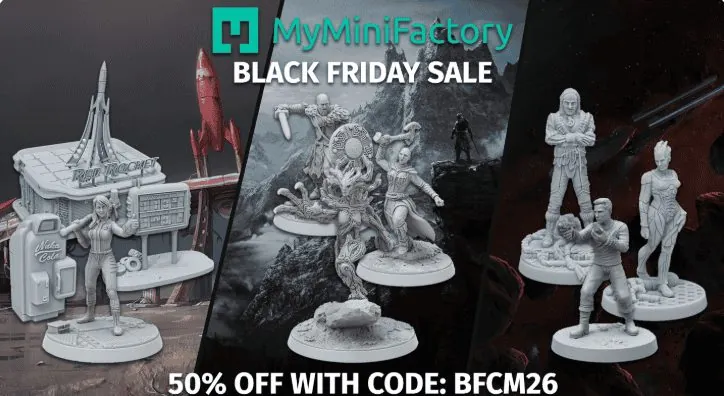 MyMiniFactory
BLACK FRIDAY SALE
RED ROCKET
Nuka
Cola
50% OFF WITH CODE: BFCM26